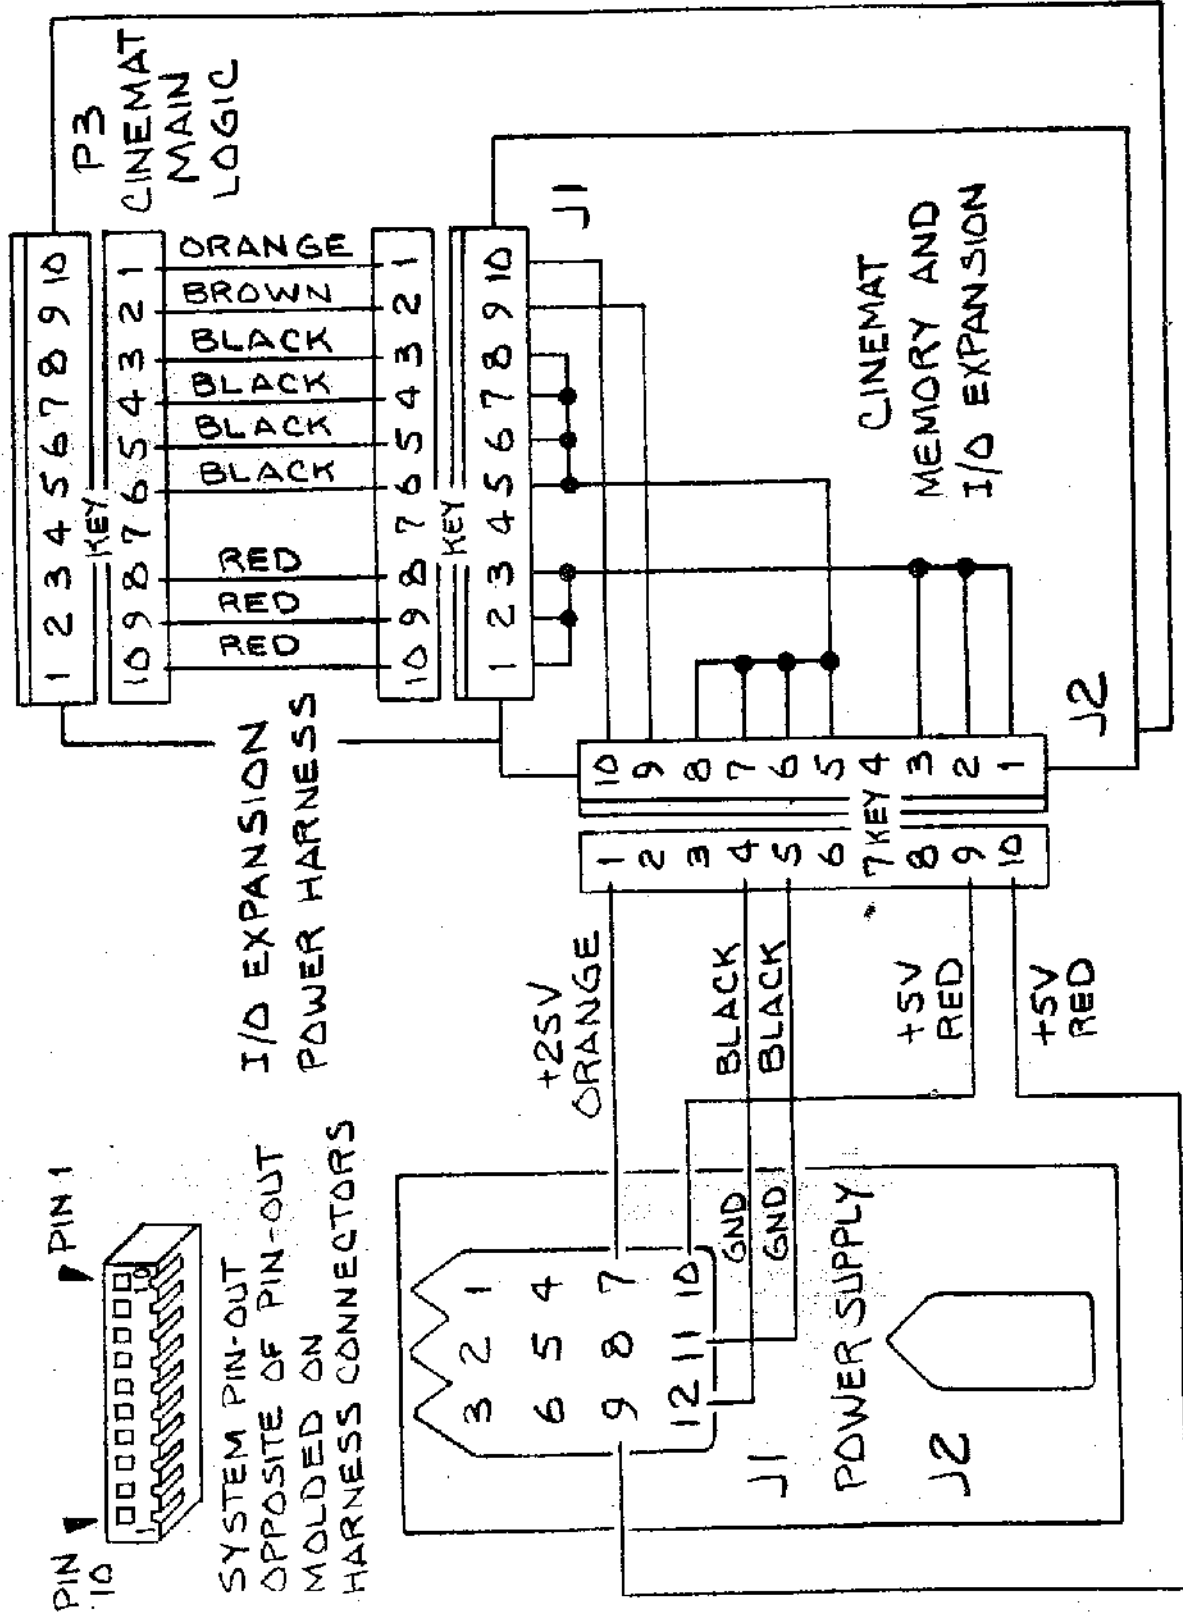 PIN 10
PIN 1
1
10
SYSTEM PIN-OUT
OPPOSITE OF PIN-OUT
MOLDED ON
HARNESS CONNECTORS
I/O EXPANSION
POWER HARNESS
1 2 3 4 5 6 7 8 9 10
KEY
10 9 8 7 6 5 4 3 2 1
P3
CINEMAT
MAIN
LOGIC
RED
RED
RED
BLACK
BLACK
BLACK
BLACK
BROWN
ORANGE
10 9 8 7 6 5 4 3 2 1
KEY
1 2 3 4 5 6 7 8 9 10
J1
CINEMAT
MEMORY AND
I/O EXPANSION
10 9 8 7 6 5 4 3 2 1
KEY
1 2 3 4 5 6 7 8 9 10
J2
+25V
ORANGE
BLACK
BLACK
+5V
RED
+5V
RED
3 2 1
6 5 4
9 8 7
12 11 10
GND
GND
J1
POWER SUPPLY
J2